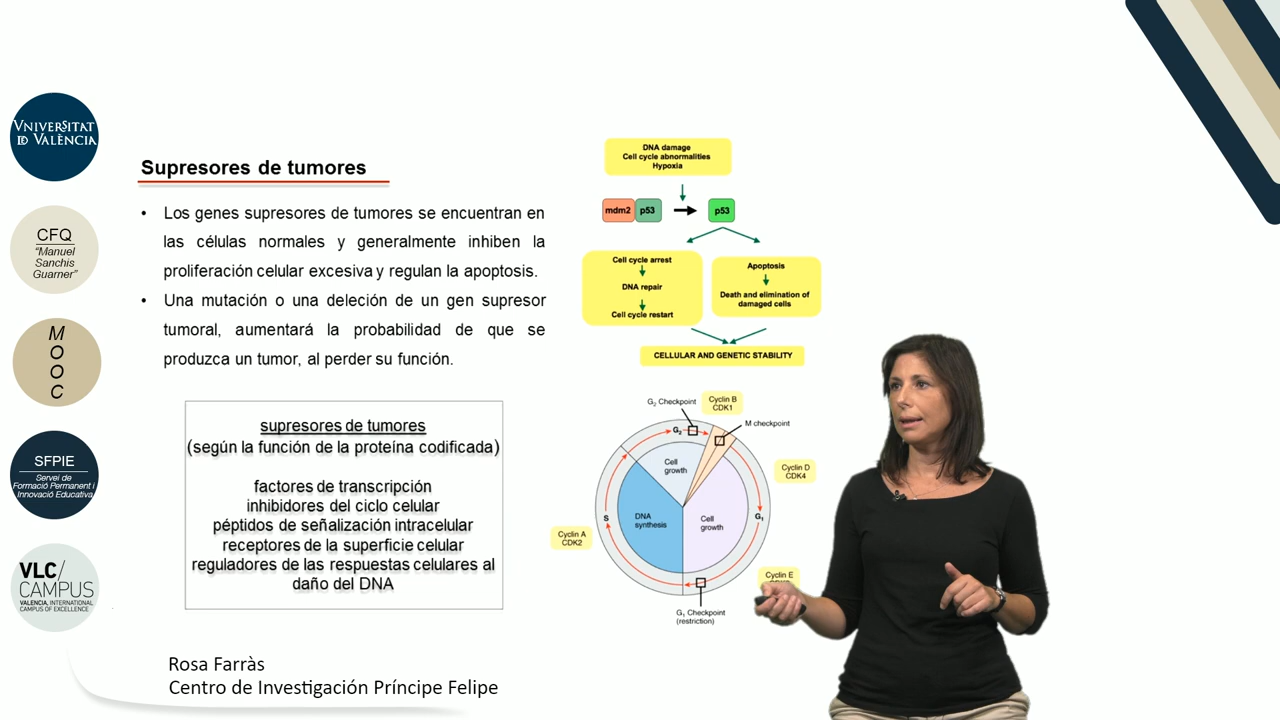 VNIVERSITAT
ID VALÈNCIA
CFQ
"Manuel
Sanchis
Guarner"
M
O
O
C
SFPIE
Servei de
Formació Permanent i
Innovació Educativa
VLC/
CAMPUS
VALENCIA, INTERNATIONAL
CAMPUS OF EXCELLENCE
Supresores de tumores
• Los genes supresores de tumores se encuentran en
las células normales y generalmente inhiben la
proliferación celular excesiva y regulan la apoptosis.
• Una mutación o una deleción de un gen supresor
tumoral, aumentará la probabilidad de que se
produzca un tumor, al perder su función.
supresores de tumores
(según la función de la proteína codificada)
factores de transcripción
inhibidores del ciclo celular
péptidos de señalización intracelular
receptores de la superficie celular
reguladores de las respuestas celulares al
daño del DNA
DNA damage
Cell cycle abnormalities
Hypoxia
mdm2 p53
p53
Cell cycle arrest
DNA repair
Cell cycle restart
Apoptosis
Death and elimination of
damaged cells
CELLULAR AND GENETIC STABILITY
G2 Checkpoint
Cyclin B
CDK1
M checkpoint
G2
Cell
growth
Cyclin D
CDK4
S
DNA
synthesis
Cell
growth
G1
Cyclin A
CDK2
Cyclin E
G1 Checkpoint
(restriction)
Rosa Farràs
Centro de Investigación Príncipe Felipe